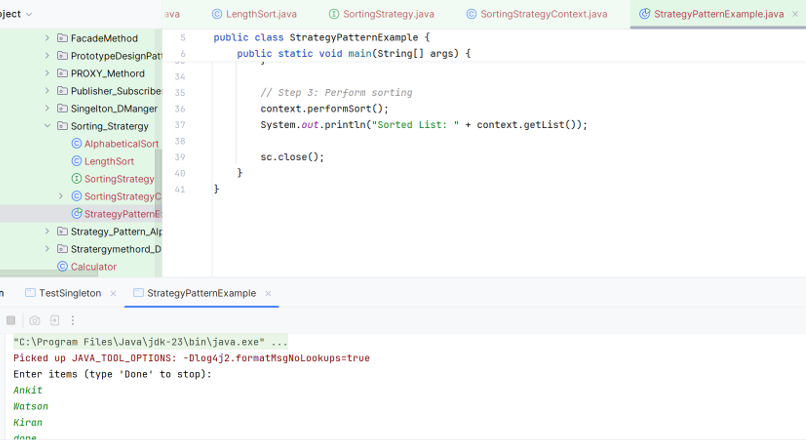 oject
ava
LengthSort.java
SortingStrategy.java
SortingStrategyContext.java
StrategyPatternExample.java
FacadeMethod
PrototypeDesignPatt
PROXY_Methord
Publisher_Subscribe
Singelton_DManger
Sorting_Stratergy
AlphabeticalSort
LengthSort
SortingStrategy
SortingStrategyC
StrategyPatternEx
Strategy_Pattern_Alp
Stratergymethord_D
Calculator
5 public class StrategyPatternExample {
6 public static void main(String[] args) {
33 }
34
35 // Step 3: Perform sorting
36 context.performSort();
37 System.out.println("Sorted List: " + context.getList());
38
39 sc.close();
40 }
41 }
n
TestSingleton
StrategyPatternExample
"C:\Program Files\Java\jdk-23\bin\java.exe" ...
Picked up JAVA_TOOL_OPTIONS: -Dlog4j2.formatMsgNoLookups=true
Enter items (type 'Done' to stop):
Ankit
Watson
Kiran
done